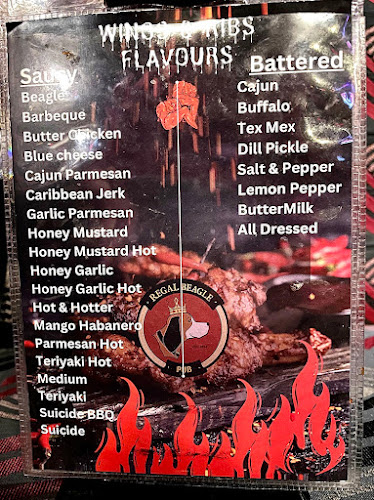 WINGS & RIBS
FLAVOURS
Saucy
Beagle
Barbeque
Butter Chicken
Blue cheese
Cajun Parmesan
Caribbean Jerk
Garlic Parmesan
Honey Mustard
Honey Mustard Hot
Honey Garlic
Honey Garlic Hot
Hot & Hotter
Mango Habanero
Parmesan Hot
Teriyaki Hot
Medium
Teriyaki
Suicide BBQ
Suicide
Battered
Cajun
Buffalo
Tex Mex
Dill Pickle
Salt & Pepper
Lemon Pepper
ButterMilk
All Dressed
REGAL BEAGLE
PUB